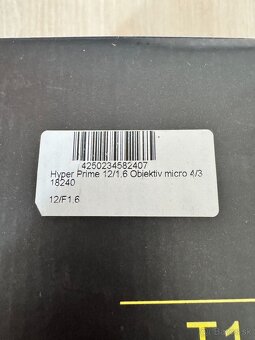 4250234582407
Hyper Prime 12/1,6 Objektiv micro 4/3
18240
12/F1.6
T1